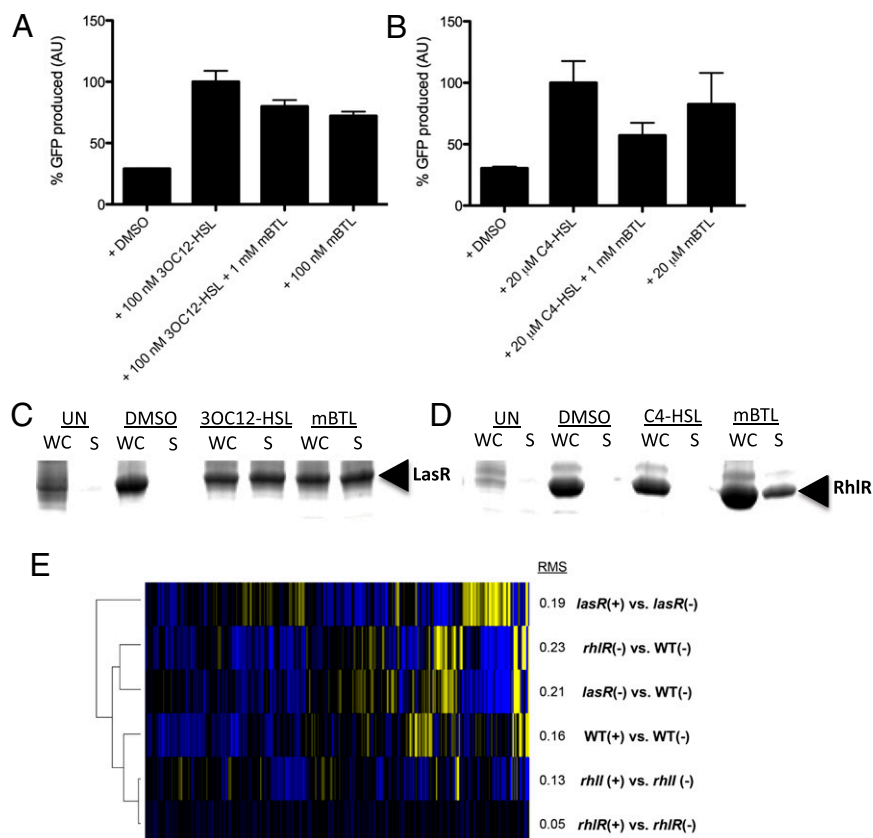 A
% GFP produced (AU)
150
100
50
0
+ DMSO
+ 100 nM 3OC12-HSL
+ 100 nM 3OC12-HSL + 1 mM mBTL
+ 100 nM mBTL
B
% GFP produced (AU)
150
100
50
0
+ DMSO
+ 20 µM C4-HSL
+ 20 µM C4-HSL + 1 mM mBTL
+ 20 µM mBTL
C
UN DMSO 3OC12-HSL mBTL
WC S WC S WC S WC S
LasR
D
UN DMSO C4-HSL mBTL
WC S WC S WC S WC S
RhlR
E
RMS
0.19 lasR(+) vs. lasR(-)
0.23 rhlR(-) vs. WT(-)
0.21 lasR(-) vs. WT(-)
0.16 WT(+) vs. WT(-)
0.13 rhlI (+) vs. rhlI (-)
0.05 rhlR(+) vs. rhlR(-)